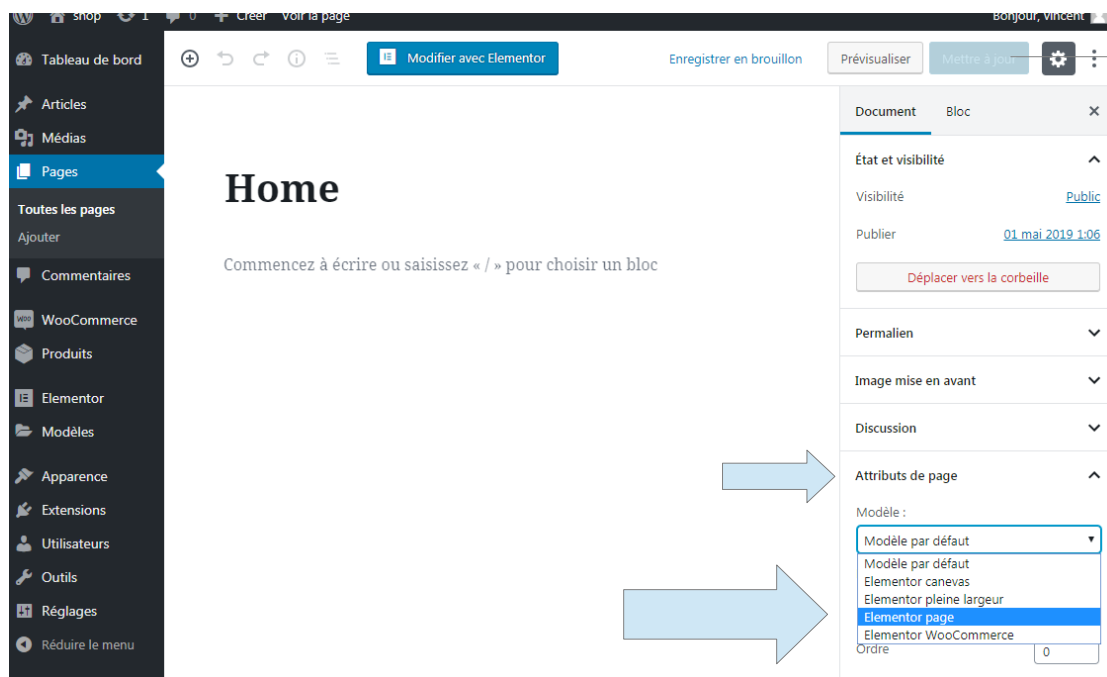 shop 1 0 + Créer Voir la page Bonjour, Vincent
Tableau de bord
Articles
Médias
Pages
Toutes les pages
Ajouter
Commentaires
WooCommerce
Produits
Elementor
Modèles
Apparence
Extensions
Utilisateurs
Outils
Réglages
Réduire le menu
Modifier avec Elementor Enregistrer en brouillon Prévisualiser Mettre à jour
Home
Commencez à écrire ou saisissez « / » pour choisir un bloc
Document Bloc
État et visibilité
Visibilité Public
Publier 01 mai 2019 1:06
Déplacer vers la corbeille
Permalien
Image mise en avant
Discussion
Attributs de page
Modèle :
Modèle par défaut
Modèle par défaut
Elementor canevas
Elementor pleine largeur
Elementor page
Elementor WooCommerce
Ordre 0